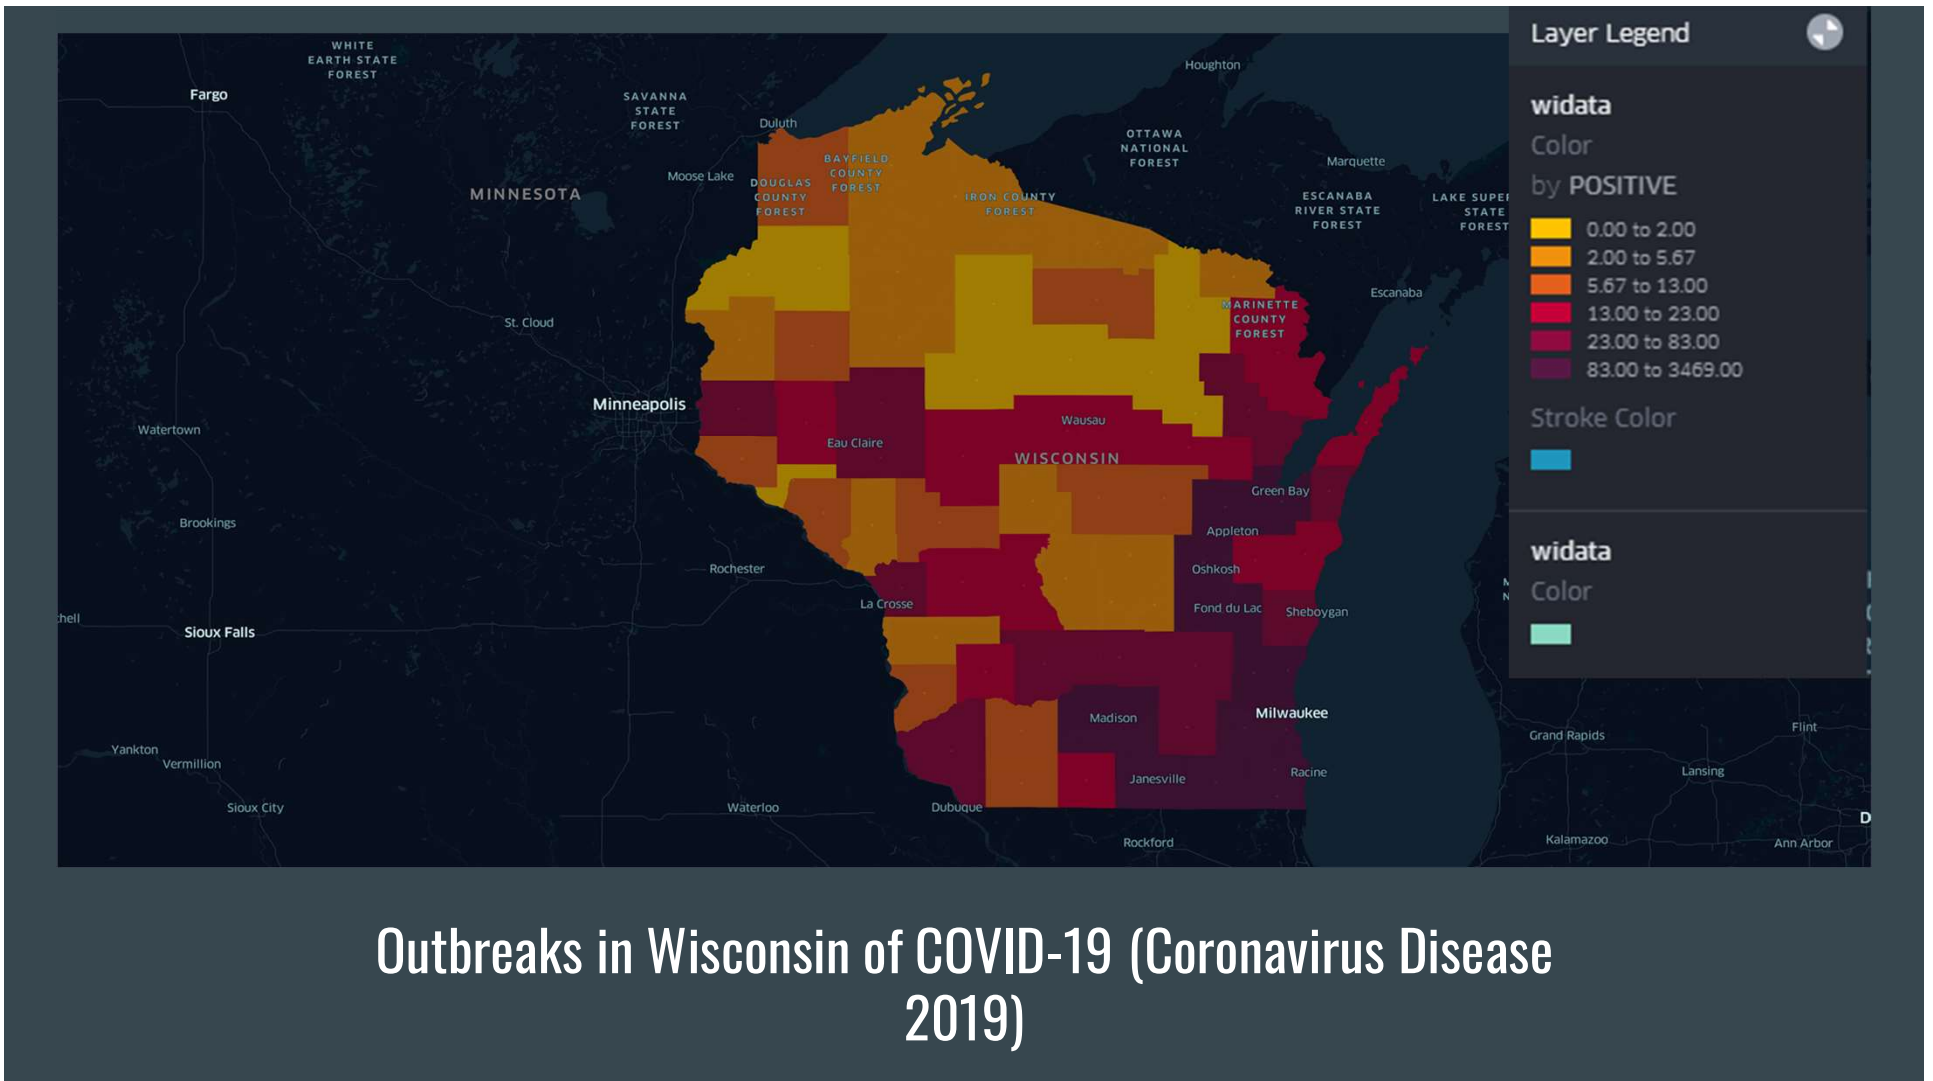 WHITE
EARTH STATE
FOREST
Fargo
SAVANNA
STATE
FOREST
Duluth
Houghton
OTTAWA
NATIONAL
FOREST
Marquette
Moose Lake
MINNESOTA
DOUGLAS
COUNTY
FOREST
BAYFIELD
COUNTY
FOREST
IRON COUNTY
FOREST
ESCANABA
RIVER STATE
FOREST
LAKE SUPE
STATE
FOREST
Escanaba
MARINETTE
COUNTY
FOREST
St. Cloud
Minneapolis
Watertown
Wausau
Eau Claire
WISCONSIN
Green Bay
Brookings
Appleton
Rochester
Oshkosh
La Crosse
Fond du Lac
Sheboygan
hell
Sioux Falls
Madison
Milwaukee
Yankton
Vermillion
Janesville
Racine
Sioux City
Waterloo
Dubuque
Rockford
Grand Rapids
Flint
Lansing
D
Kalamazoo
Ann Arbor
Layer Legend
widata
Color
by POSITIVE
0.00 to 2.00
2.00 to 5.67
5.67 to 13.00
13.00 to 23.00
23.00 to 83.00
83.00 to 3469.00
Stroke Color
widata
Color
Outbreaks in Wisconsin of COVID-19 (Coronavirus Disease
2019)